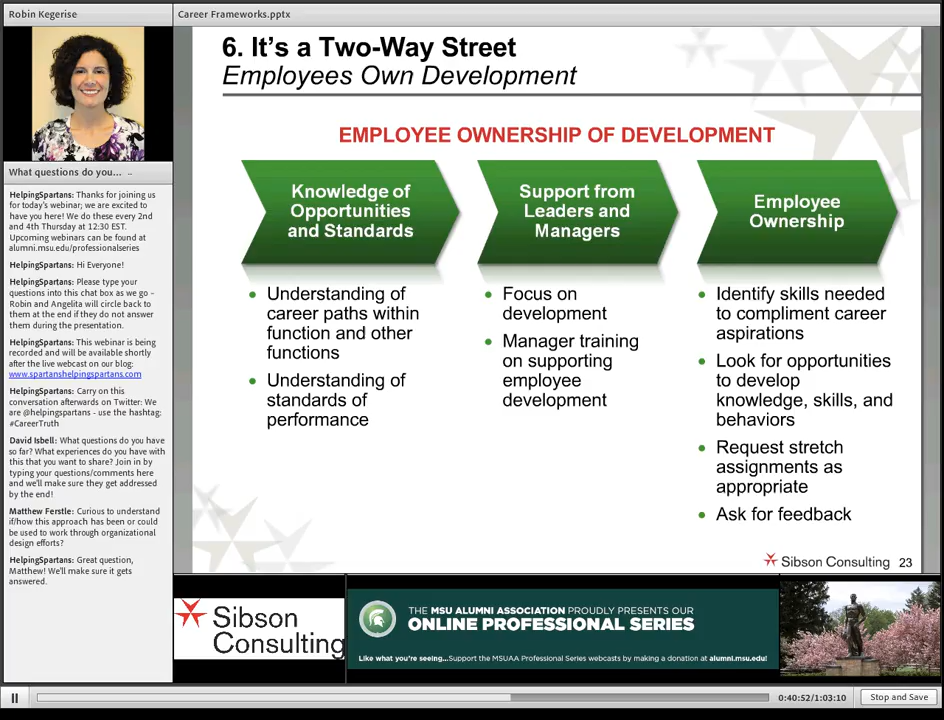 Robin Kegerise
Career Frameworks.pptx
What questions do you... ..
HelpingSpartans: Thanks for joining us
for today's webinar; we are excited to
have you here! We do these every 2nd
and 4th Thursday at 12:30 EST.
Upcoming webinars can be found at
alumni.msu.edu/professionalseries
HelpingSpartans: Hi Everyone!
HelpingSpartans: Please type your
questions into this chat box as we go –
Robin and Angelita will circle back to
them at the end if they do not answer
them during the presentation.
HelpingSpartans: This webinar is being
recorded and will be available shortly
after the live webcast on our blog:
www.spartanshelpingspartans.com
HelpingSpartans: Carry on this
conversation afterwards on Twitter: We
are @helpingspartans - use the hashtag:
#CareerTruth
David Isbell: What questions do you have
so far? What experiences do you have with
this that you want to share? Join in by
typing your questions/comments here
and we'll make sure they get addressed
by the end!
Matthew Ferstle: Curious to understand
if/how this approach has been or could
be used to work through organizational
design efforts?
HelpingSpartans: Great question,
Matthew! We'll make sure it gets
answered.
6. It's a Two-Way Street
Employees Own Development
EMPLOYEE OWNERSHIP OF DEVELOPMENT
Knowledge of
Opportunities
and Standards
• Understanding of
career paths within
function and other
functions
• Understanding of
standards of
performance
Support from
Leaders and
Managers
• Focus on
development
• Manager training
on supporting
employee
development
Employee
Ownership
• Identify skills needed
to compliment career
aspirations
• Look for opportunities
to develop
knowledge, skills, and
behaviors
• Request stretch
assignments as
appropriate
• Ask for feedback
Sibson Consulting 23
Sibson
Consulting
THE MSU ALUMNI ASSOCIATION PROUDLY PRESENTS OUR
ONLINE PROFESSIONAL SERIES
Like what you're seeing...Support the MSUAA Professional Series webcasts by making a donation at alumni.msu.edu!
0:40:52/1:03:10
Stop and Save